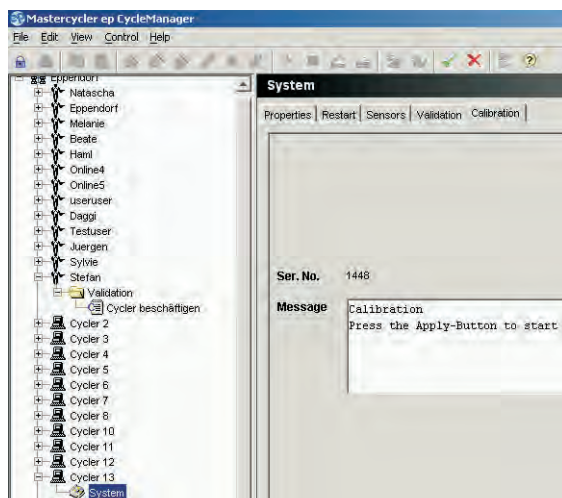 Mastercycler ep CycleManager
File Edit View Control Help
Eppendorf
Natascha
Eppendorf
Melanie
Beate
Haml
Online4
Online5
useruser
Daggi
Testuser
Juergen
Sylvie
Stefan
Validation
Cycler beschäftigen
Cycler 2
Cycler 3
Cycler 4
Cycler 5
Cycler 6
Cycler 7
Cycler 8
Cycler 10
Cycler 11
Cycler 12
Cycler 13
System
System
Properties Restart Sensors Validation Calibration
Ser. No. 1448
Message
Calibration
Press the Apply-Button to start